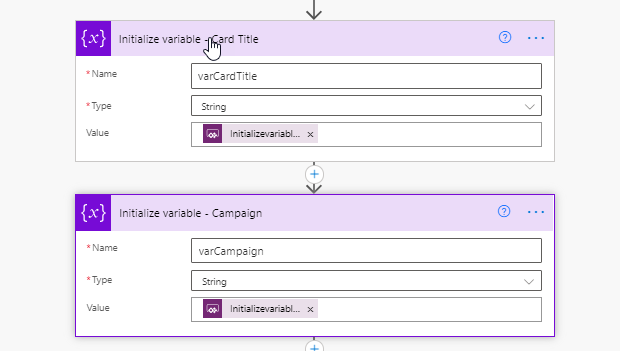 {x} Initialize variable - Card Title ? ...
* Name varCardTitle
* Type String
Value Initializevariabl... x
+
{x} Initialize variable - Campaign ? ...
* Name varCampaign
* Type String
Value Initializevariabl... x
+